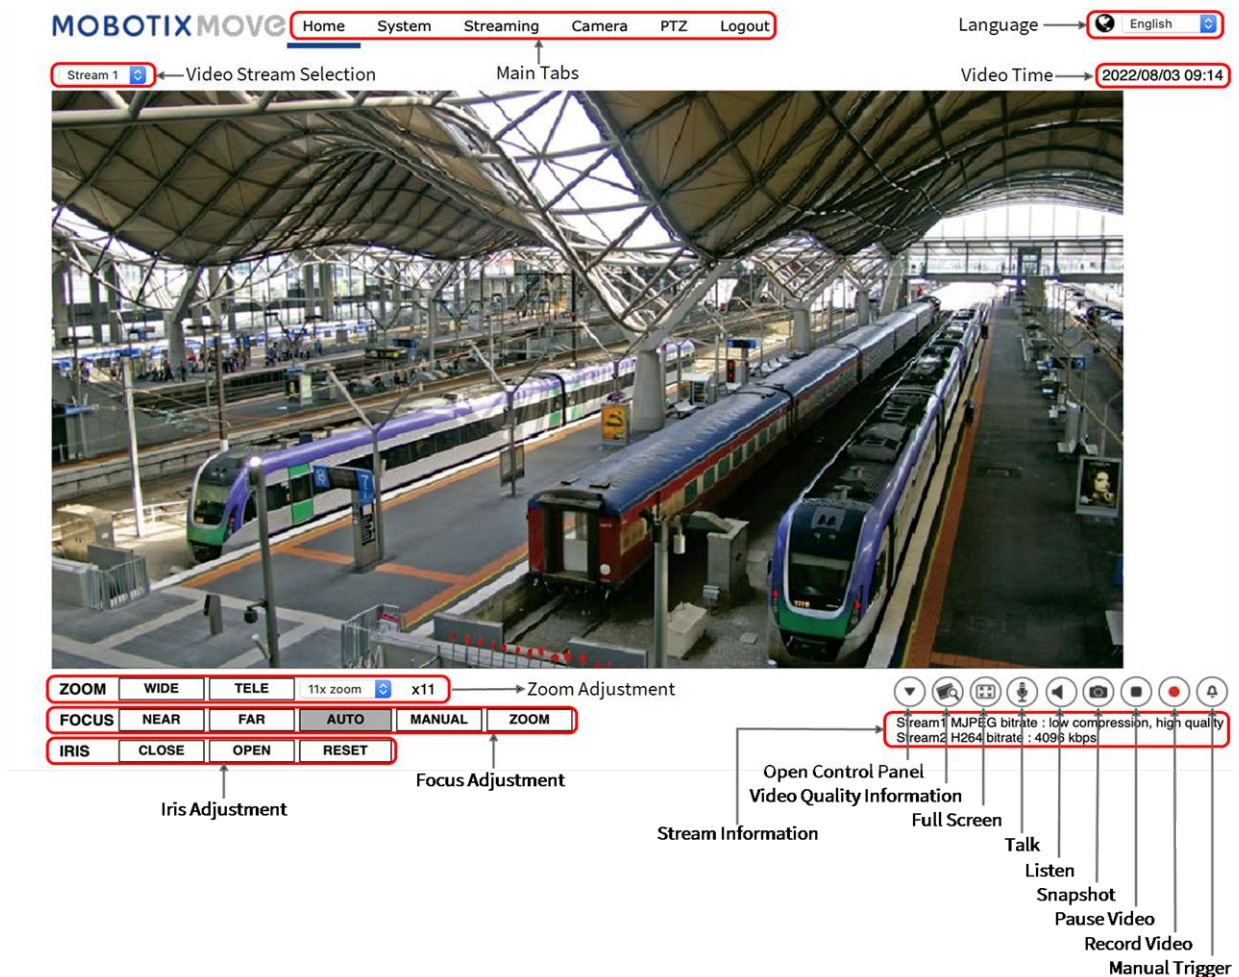 MOBOTIX MOVE Home System Streaming Camera PTZ Logout Language English
Stream 1 Video Stream Selection Main Tabs Video Time 2022/08/03 09:14
ZOOM WIDE TELE 11x zoom x11 Zoom Adjustment
FOCUS NEAR FAR AUTO MANUAL ZOOM
Stream1 MJPEG bitrate : low compression, high quality
Stream2 H264 bitrate : 4096 kbps
IRIS CLOSE OPEN RESET
Focus Adjustment
Iris Adjustment
Open Control Panel
Video Quality Information
Full Screen
Stream Information
Talk
Listen
Snapshot
Pause Video
Record Video
Manual Trigger